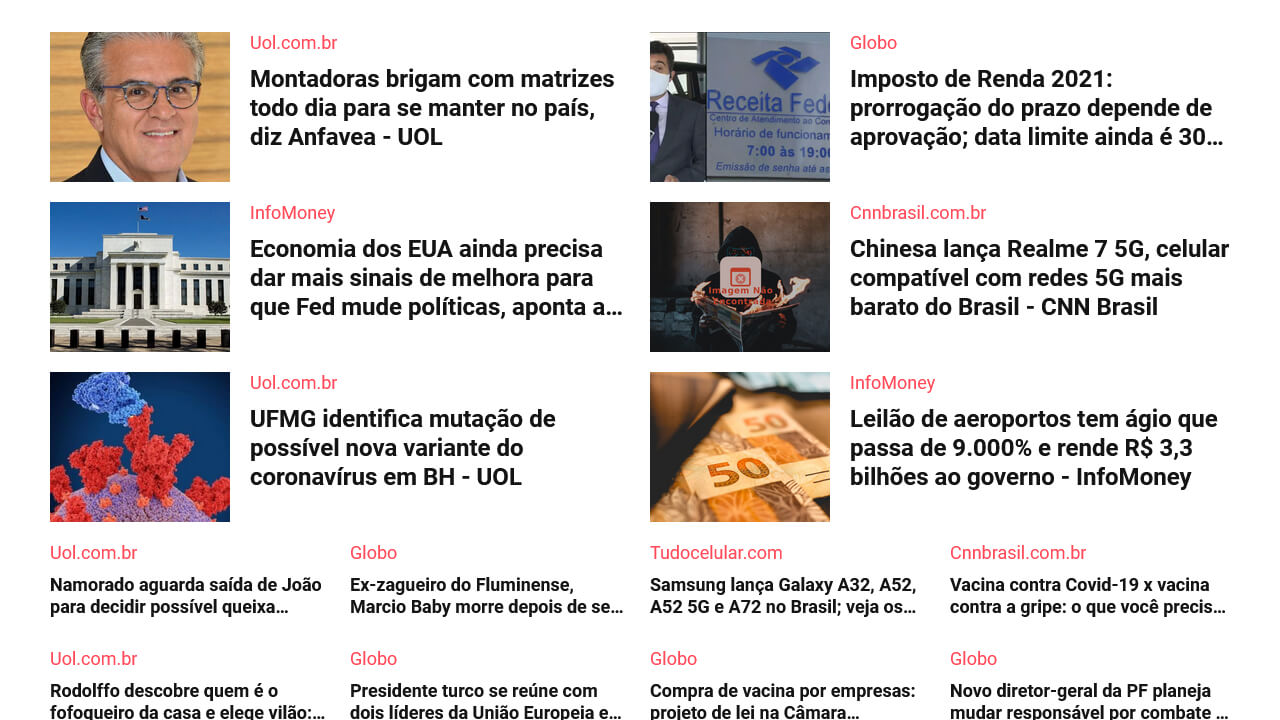 Uol.com.br
Montadoras brigam com matrizes
todo dia para se manter no país,
diz Anfavea - UOL
Receita Fede
Centro de Atendimento ao Con
Horário de funcionam
7:00 às 19:00
Emissão de senha até as
Globo
Imposto de Renda 2021:
prorrogação do prazo depende de
aprovação; data limite ainda é 30…
InfoMoney
Economia dos EUA ainda precisa
dar mais sinais de melhora para
que Fed mude políticas, aponta a…
Imagem Não
Encontrada
Cnnbrasil.com.br
Chinesa lança Realme 7 5G, celular
compatível com redes 5G mais
barato do Brasil - CNN Brasil
Uol.com.br
UFMG identifica mutação de
possível nova variante do
coronavírus em BH - UOL
50
50
InfoMoney
Leilão de aeroportos tem ágio que
passa de 9.000% e rende R$ 3,3
bilhões ao governo - InfoMoney
Uol.com.br
Namorado aguarda saída de João
para decidir possível queixa…
Globo
Ex-zagueiro do Fluminense,
Marcio Baby morre depois de se…
Tudocelular.com
Samsung lança Galaxy A32, A52,
A52 5G e A72 no Brasil; veja os…
Cnnbrasil.com.br
Vacina contra Covid-19 x vacina
contra a gripe: o que você precis…
Uol.com.br
Rodolffo descobre quem é o
fofoqueiro da casa e elege vilão:…
Globo
Presidente turco se reúne com
dois líderes da União Europeia e…
Globo
Compra de vacina por empresas:
projeto de lei na Câmara…
Globo
Novo diretor-geral da PF planeja
mudar responsável por combate …